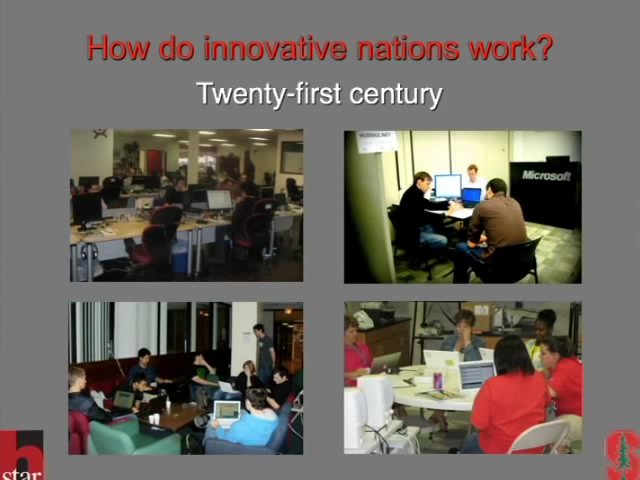 How do innovative nations work?
Twenty-first century
Microsoft
h
star
S